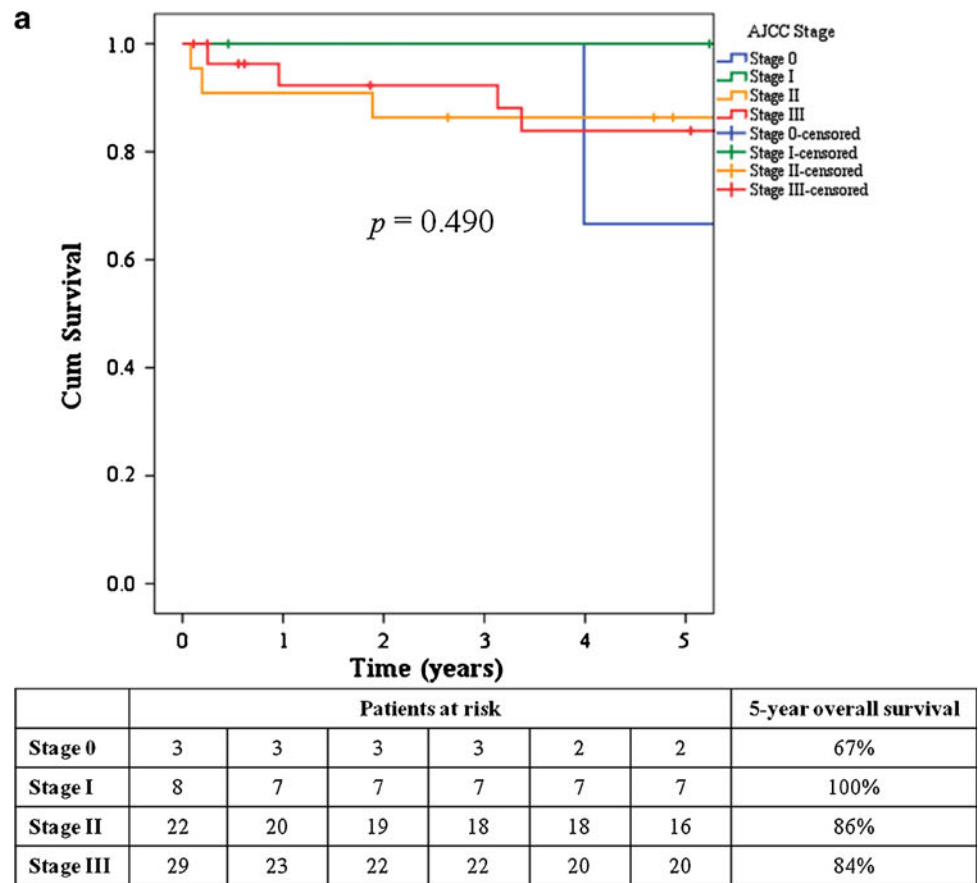 a
AJCC Stage
Stage 0
Stage I
Stage II
Stage III
Stage 0-censored
Stage I-censored
Stage II-censored
Stage III-censored
1.0
0.8
0.6
0.4
0.2
0.0
Cum Survival
p = 0.490
0 1 2 3 4 5
Time (years)
Patients at risk 5-year overall survival
Stage 0 3 3 3 3 2 2 67%
Stage I 8 7 7 7 7 7 100%
Stage II 22 20 19 18 18 16 86%
Stage III 29 23 22 22 20 20 84%